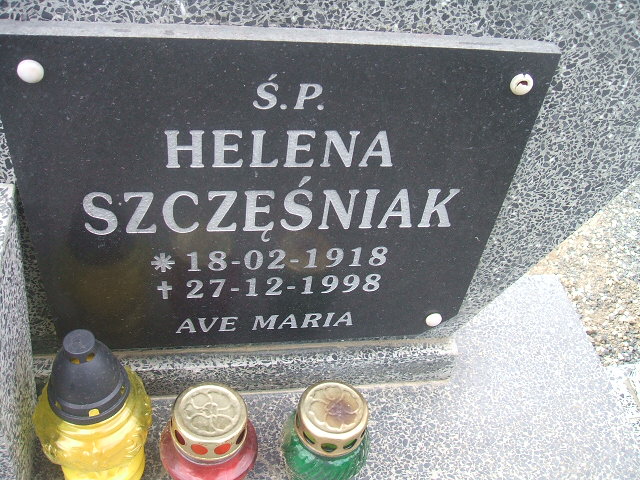 Ś.P.
HELENA
SZCZĘŚNIAK
* 18-02-1918
† 27-12-1998
AVE MARIA